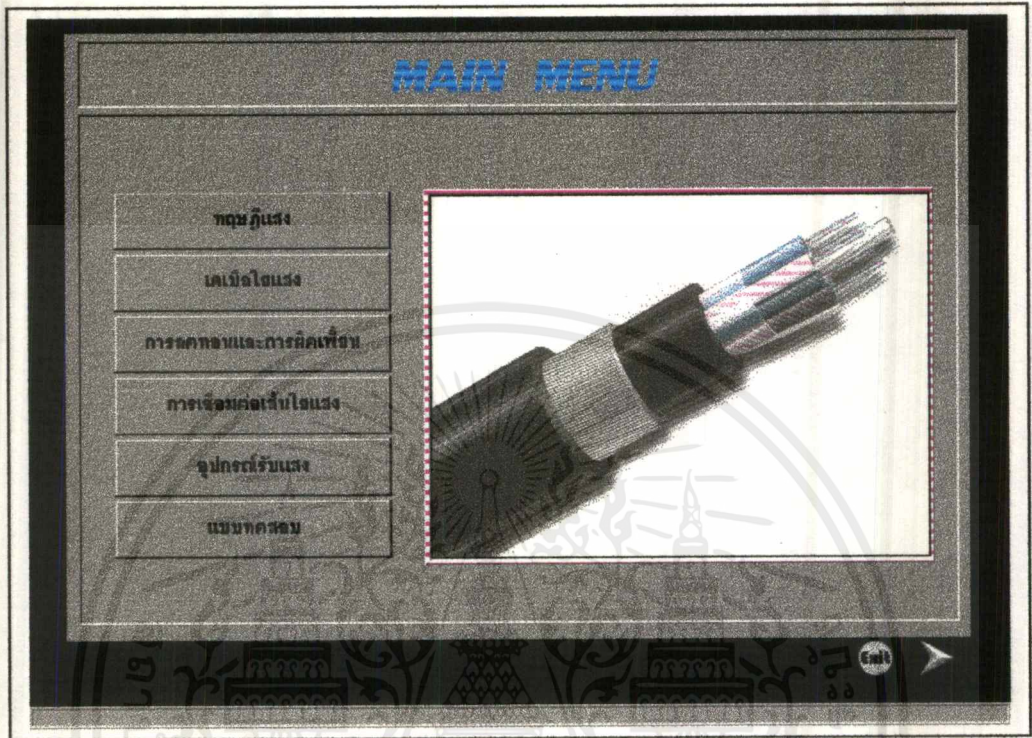 MAIN MENU
ทฤษฎีแสง
เคเบิลใยแสง
การลดทอนและการผิดเพี้ยน
การเชื่อมต่อเส้นใยแสง
อุปกรณ์รับแสง
แบบทดสอบ
Exit